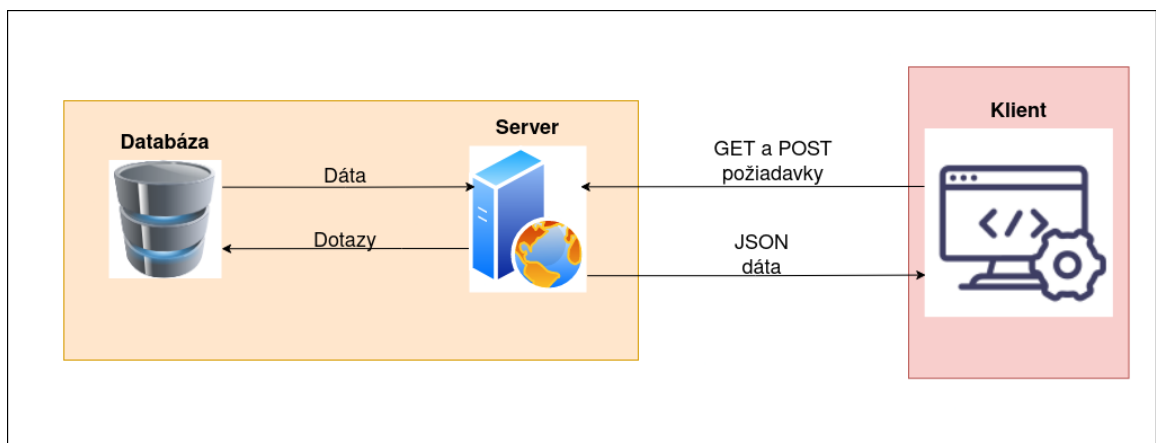 Databáza
Server
Klient
Dáta
Dotazy
GET a POST
požiadavky
JSON
dáta